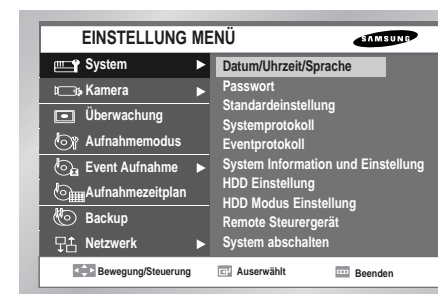 EINSTELLUNG MENÜ
SAMSUNG
System
Kamera
Überwachung
Aufnahmemodus
Event Aufnahme
Aufnahmezeitplan
Backup
Netzwerk
Datum/Uhrzeit/Sprache
Passwort
Standardeinstellung
Systemprotokoll
Eventprotokoll
System Information und Einstellung
HDD Einstellung
HDD Modus Einstellung
Remote Steurergerät
System abschalten
Bewegung/Steuerung
Auserwählt
Beenden